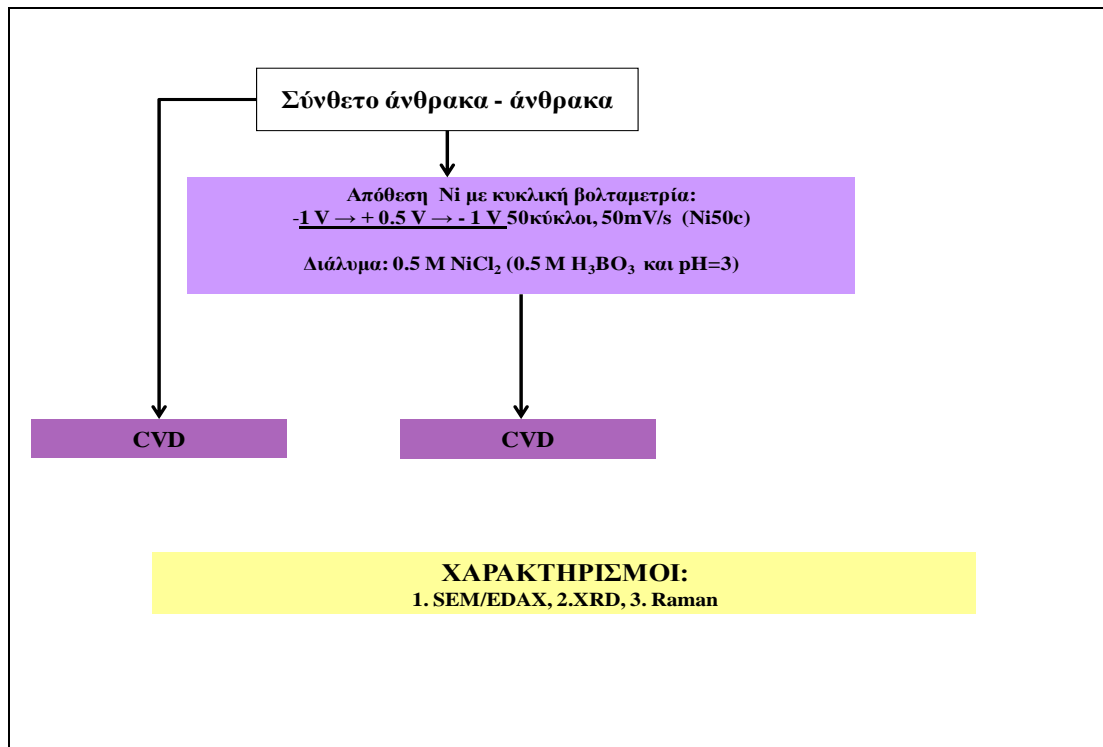 Σύνθετο άνθρακα - άνθρακα
Απόθεση Ni με κυκλική βολταμετρία:
-1 V → + 0.5 V → - 1 V 50κύκλοι, 50mV/s (Ni50c)
Διάλυμα: 0.5 M NiCl₂ (0.5 M H₃BO₃ και pH=3)
CVD
CVD
ΧΑΡΑΚΤΗΡΙΣΜΟΙ:
1. SEM/EDAX, 2.XRD, 3. Raman